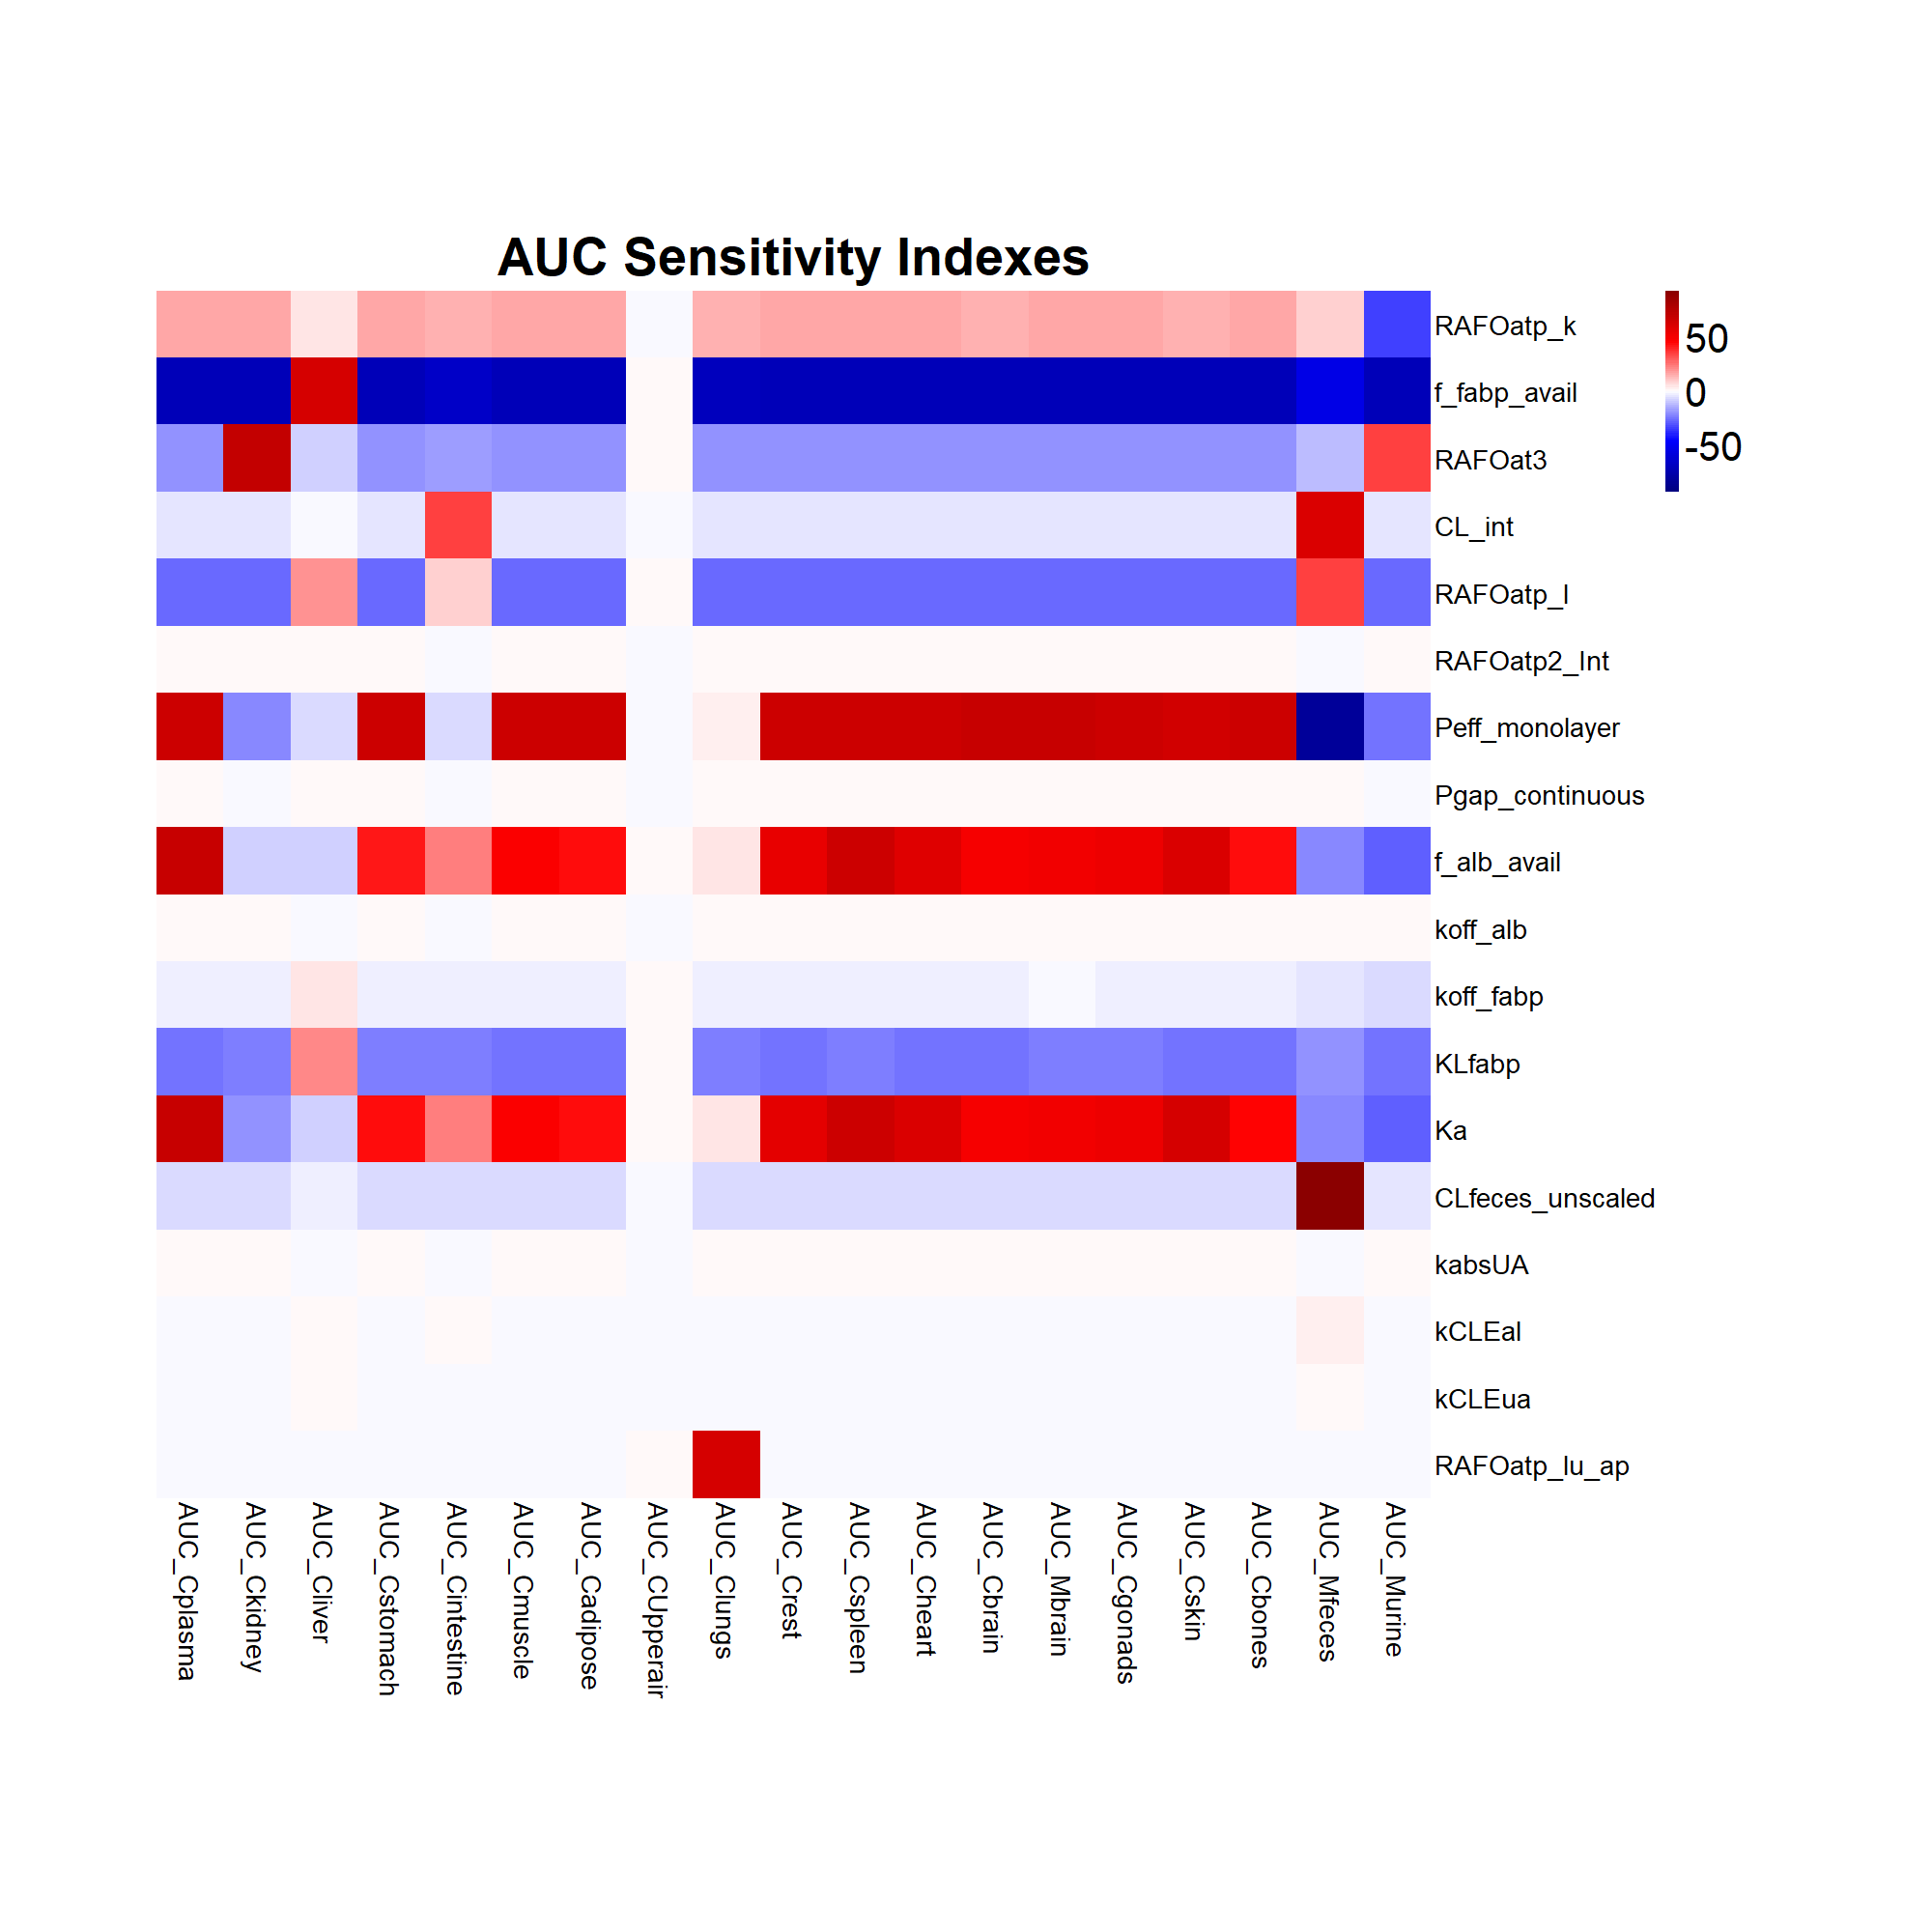 AUC Sensitivity Indexes
RAFOatp_k
f_fabp_avail
RAFOat3
CL_int
RAFOatp_l
RAFOatp2_Int
Peff_monolayer
Pgap_continuous
f_alb_avail
koff_alb
koff_fabp
KLfabp
Ka
CLfeces_unscaled
kabsUA
kCLEal
kCLEua
RAFOatp_lu_ap
50
0
-50
AUC_Cplasma
AUC_Ckidney
AUC_Cliver
AUC_Cstomach
AUC_Cintestine
AUC_Cmuscle
AUC_Cadipose
AUC_CUpperair
AUC_Clungs
AUC_Crest
AUC_Cspleen
AUC_Cheart
AUC_Cbrain
AUC_Mbrain
AUC_Cgonads
AUC_Cskin
AUC_Cbones
AUC_Mfeces
AUC_Murine